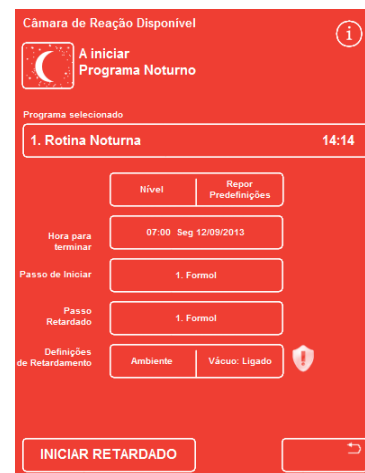 Câmara de Reação Disponível
i
A iniciar
Programa Noturno
Programa selecionado
1. Rotina Noturna 14:14
Nível
Repor
Predefinições
Hora para
terminar
07:00 Seg 12/09/2013
Passo de Iniciar
1. Formol
Passo
Retardado
1. Formol
Definições
de Retardamento
Ambiente
Vácuo: Ligado
!
INICIAR RETARDADO